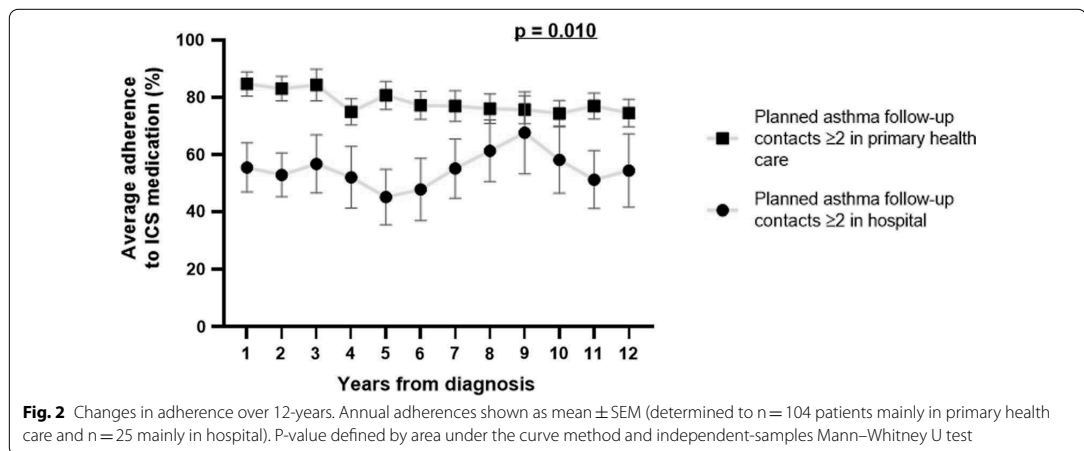 p = 0.010
Average adherence
to ICS medication (%)
100
80
60
40
20
0
1 2 3 4 5 6 7 8 9 10 11 12
Years from diagnosis
Planned asthma follow-up
contacts ≥2 in primary health
care
Planned asthma follow-up
contacts ≥2 in hospital
Fig. 2 Changes in adherence over 12-years. Annual adherences shown as mean ± SEM (determined to n = 104 patients mainly in primary health
care and n = 25 mainly in hospital). P-value defined by area under the curve method and independent-samples Mann–Whitney U test